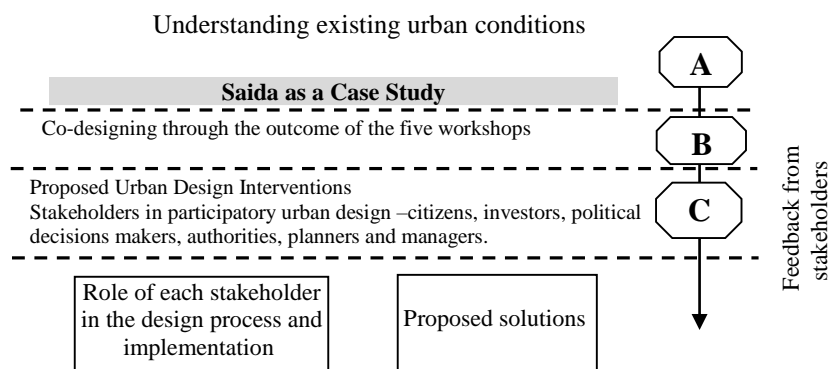 Understanding existing urban conditions
A
Saida as a Case Study
Co-designing through the outcome of the five workshops
B
Proposed Urban Design Interventions
Stakeholders in participatory urban design –citizens, investors, political
decisions makers, authorities, planners and managers.
C
Feedback from
stakeholders
Role of each stakeholder
in the design process and
implementation
Proposed solutions